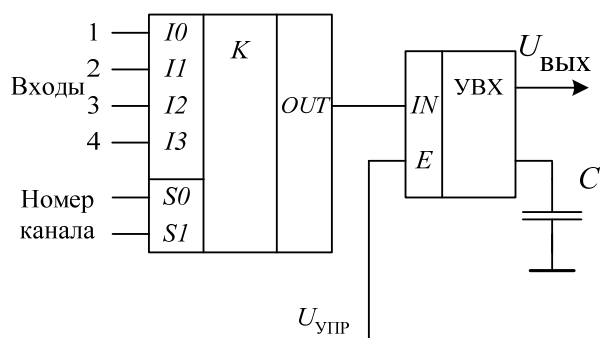 1 I0 K
Входы
2 I1
3 I2 OUT
4 I3
Номер канала
S0
S1
IN УВХ
E
U ВЫХ
C
U УПР